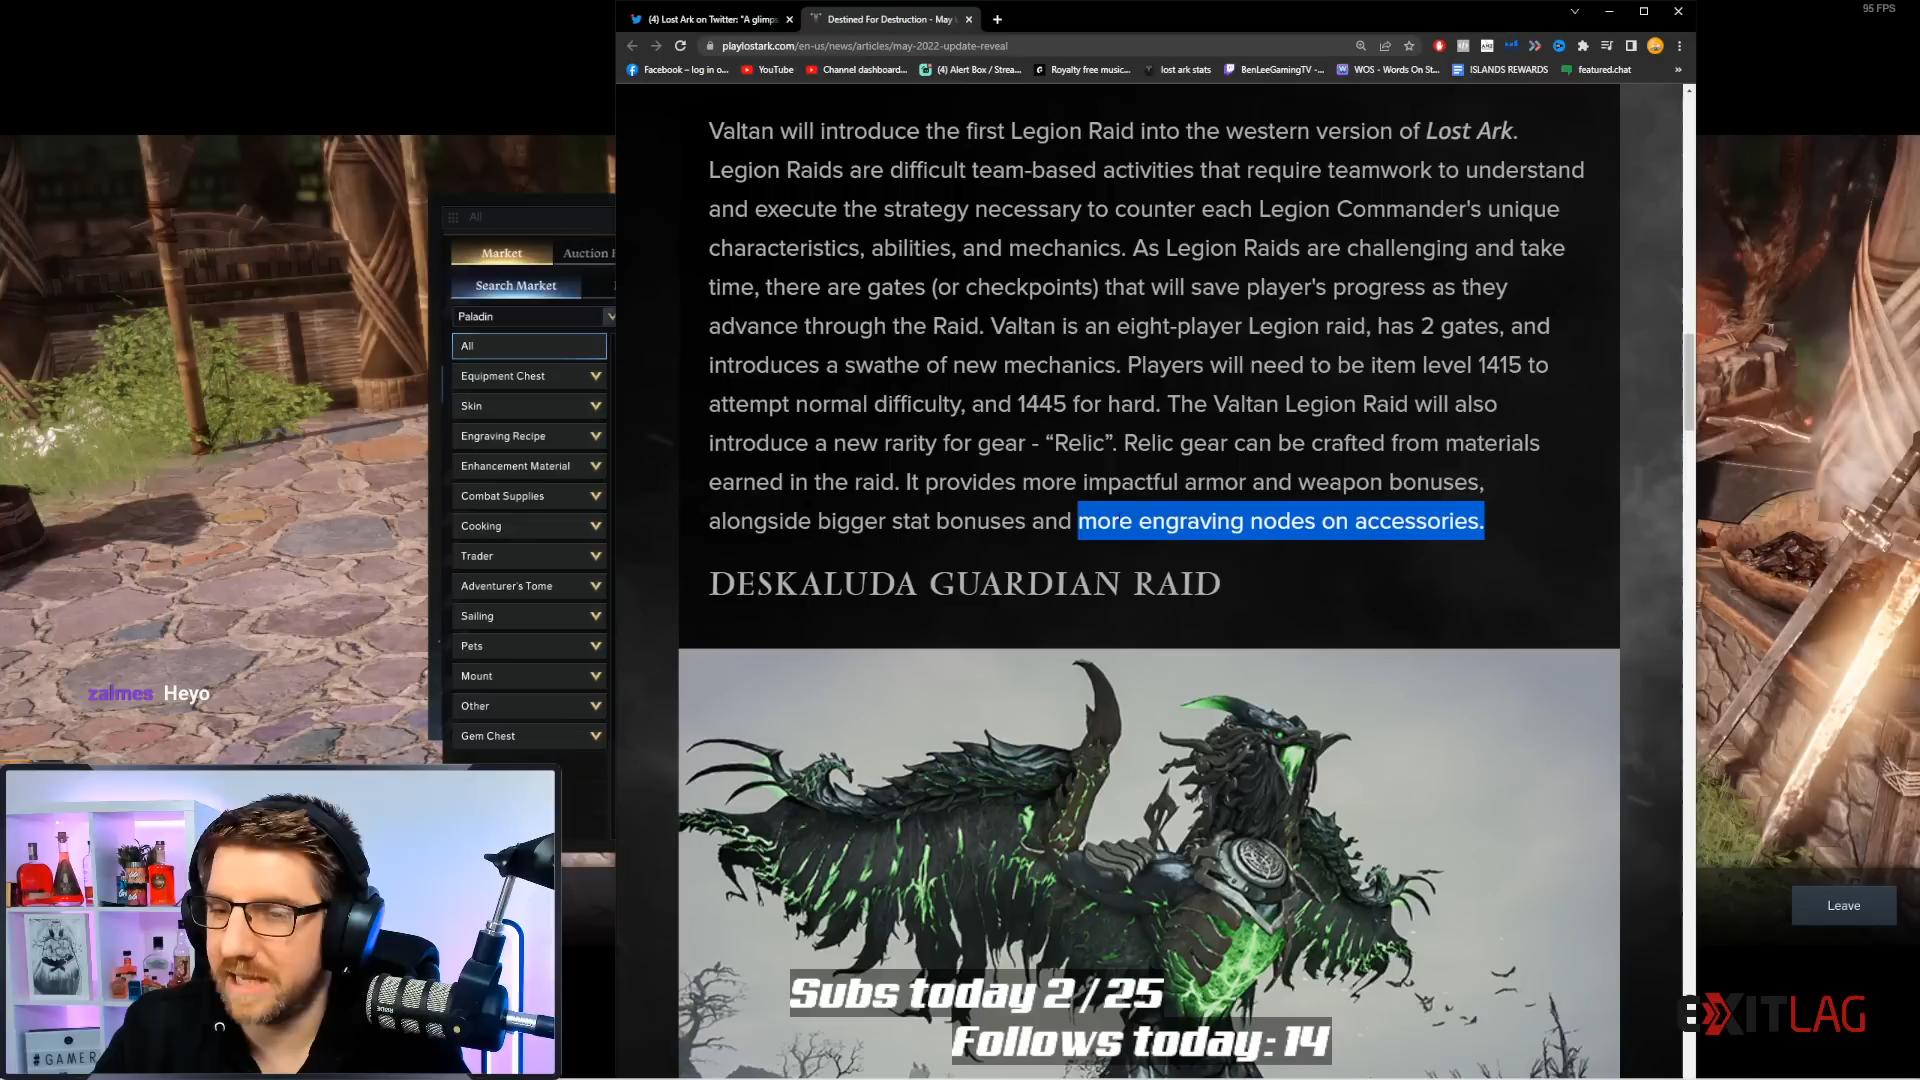 95 FPS
(4) Lost Ark on Twitter: "A glimps
Destined For Destruction - May
playlostark.com/en-us/news/articles/may-2022-update-reveal
Facebook – log in o...
YouTube
Channel dashboard...
(4) Alert Box / Strea...
Royalty free music...
lost ark stats
BenLeeGamingTV -...
WOS - Words On St...
ISLANDS REWARDS
featured.chat
Valtan will introduce the first Legion Raid into the western version of Lost Ark.
Legion Raids are difficult team-based activities that require teamwork to understand
and execute the strategy necessary to counter each Legion Commander's unique
characteristics, abilities, and mechanics. As Legion Raids are challenging and take
time, there are gates (or checkpoints) that will save player's progress as they
advance through the Raid. Valtan is an eight-player Legion raid, has 2 gates, and
introduces a swathe of new mechanics. Players will need to be item level 1415 to
attempt normal difficulty, and 1445 for hard. The Valtan Legion Raid will also
introduce a new rarity for gear - “Relic”. Relic gear can be crafted from materials
earned in the raid. It provides more impactful armor and weapon bonuses,
alongside bigger stat bonuses and more engraving nodes on accessories.
DESKALUDA GUARDIAN RAID
All
Market
Auction
Search Market
Paladin
All
Equipment Chest
Skin
Engraving Recipe
Enhancement Material
Combat Supplies
Cooking
Trader
Adventurer's Tome
Sailing
Pets
Mount
Other
Gem Chest
zalmes Heyo
Leave
Subs today 2 / 25
Follows today: 14
EXITLAG
# GAMER
RØDE